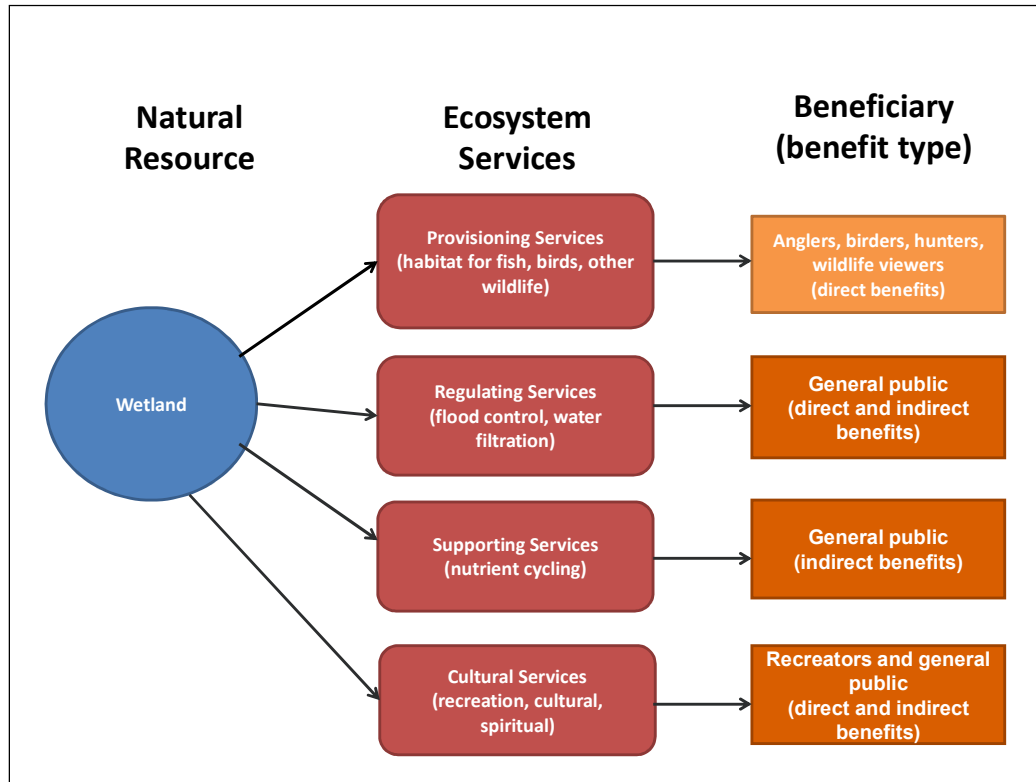 Natural
Resource
Ecosystem
Services
Beneficiary
(benefit type)
Wetland
Provisioning Services
(habitat for fish, birds, other
wildlife)
Anglers, birders, hunters,
wildlife viewers
(direct benefits)
Regulating Services
(flood control, water
filtration)
General public
(direct and indirect
benefits)
Supporting Services
(nutrient cycling)
General public
(indirect benefits)
Cultural Services
(recreation, cultural,
spiritual)
Recreators and general
public
(direct and indirect
benefits)